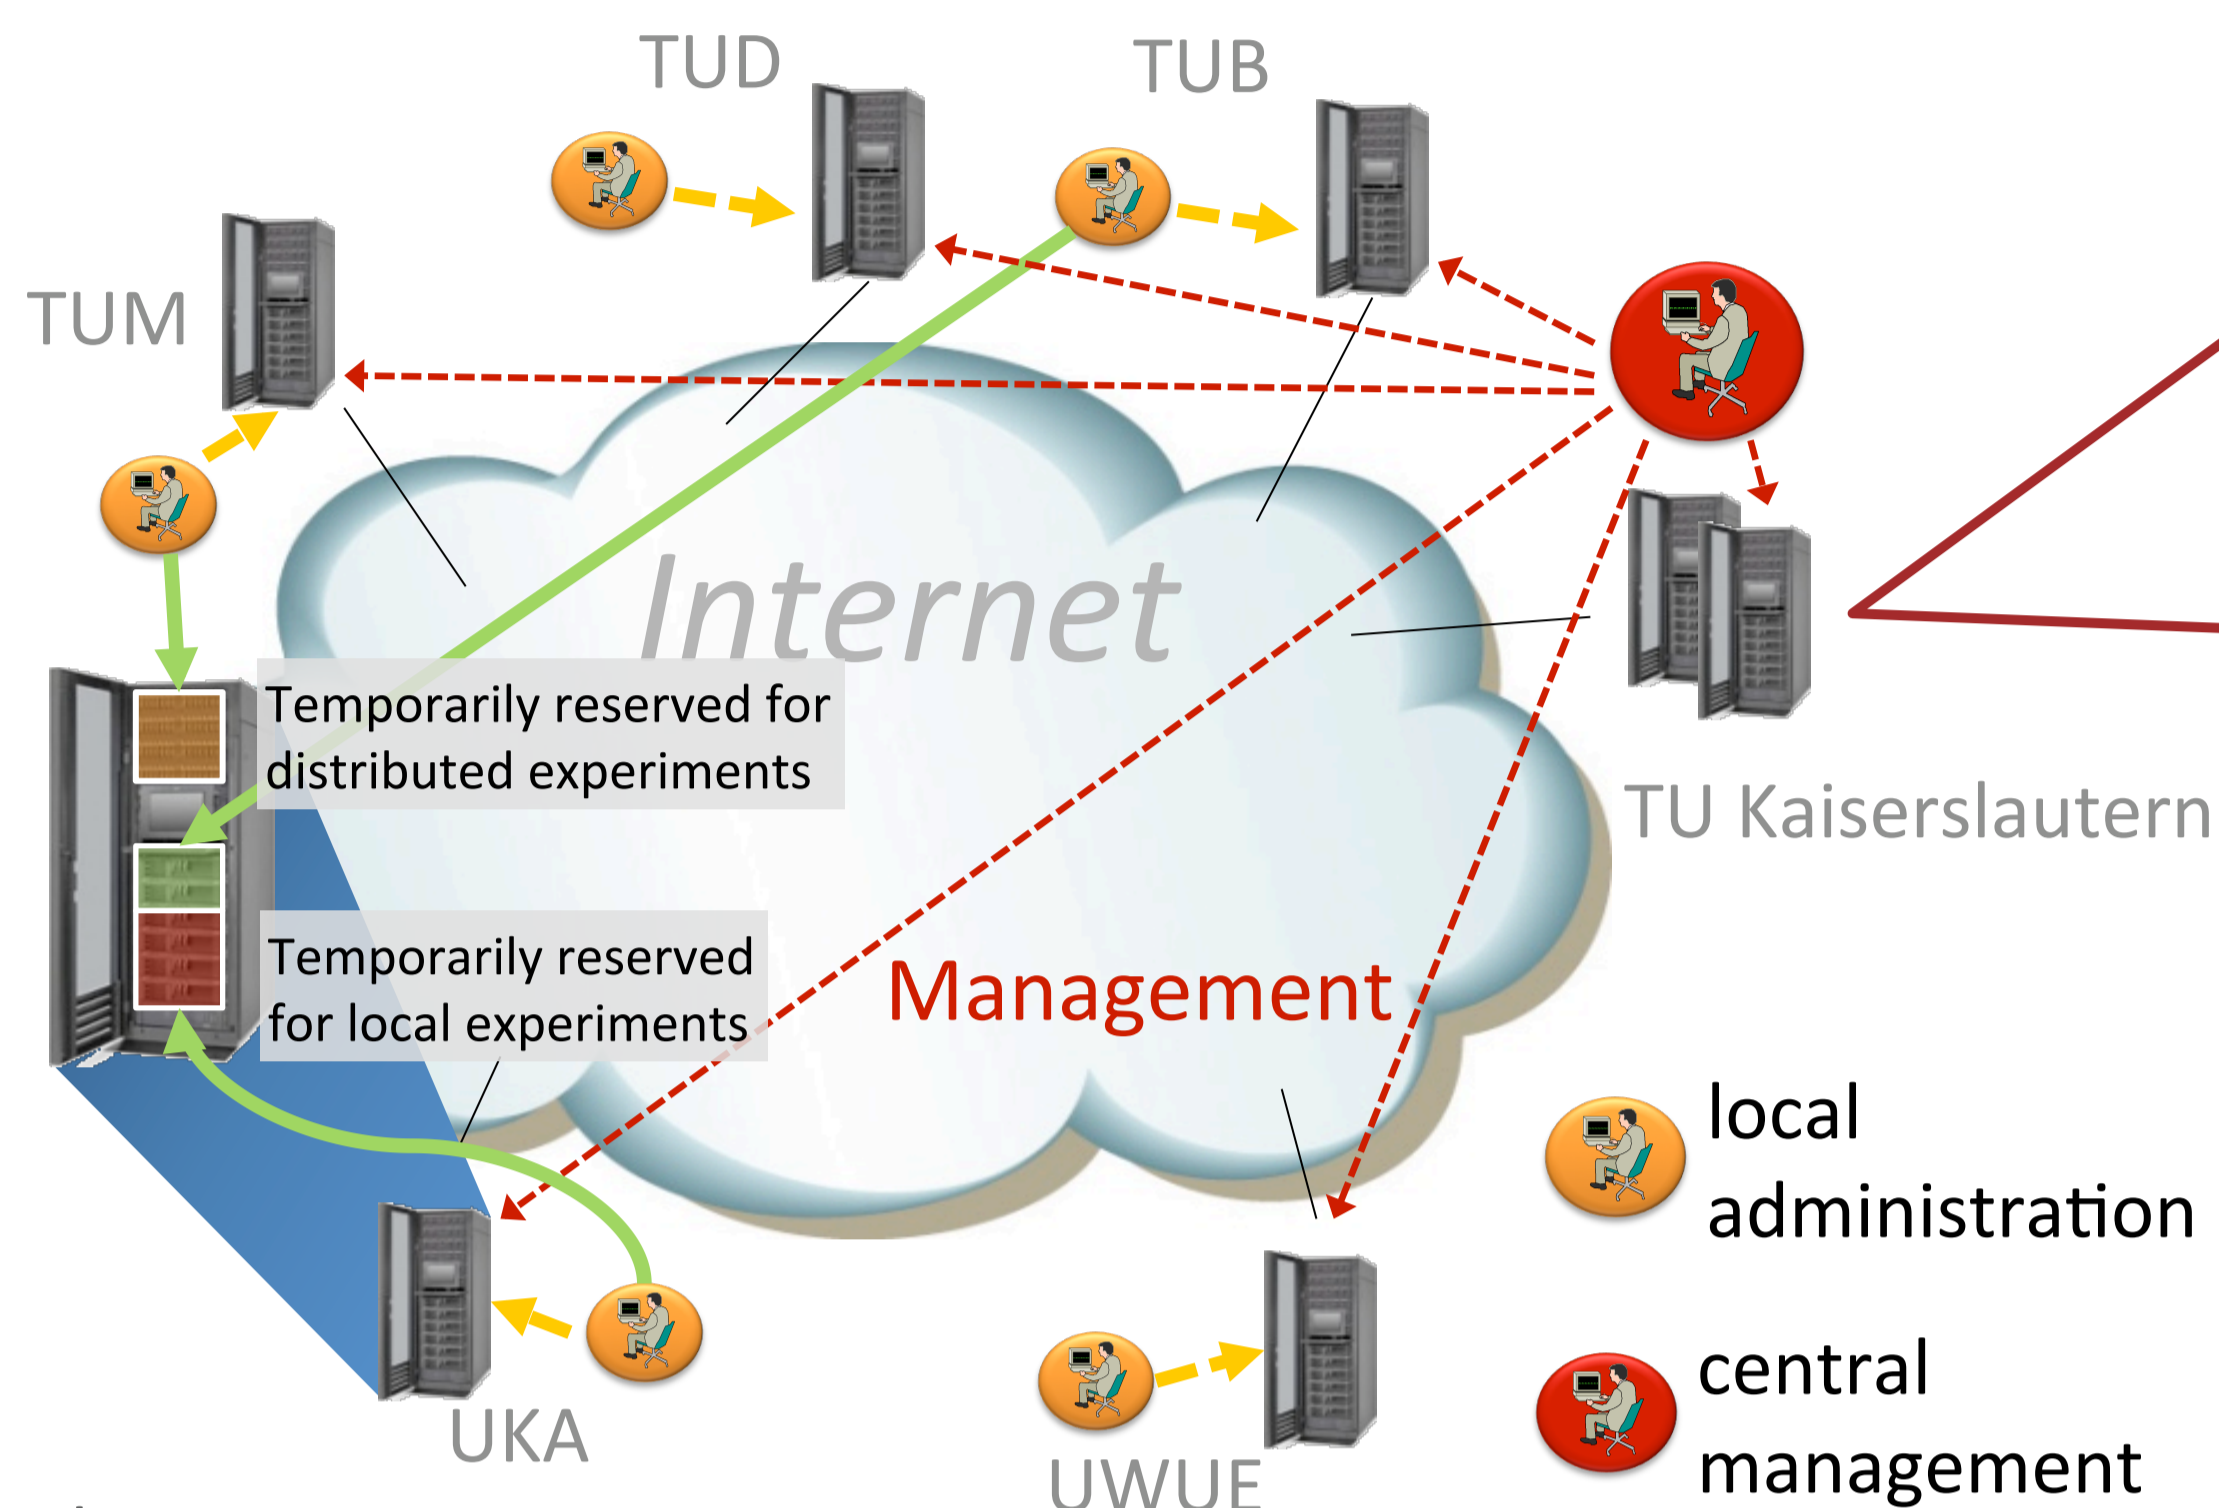 TUD
TUB
TUM
Internet
Temporarily reserved for
distributed experiments
TU Kaiserslautern
Temporarily reserved
for local experiments
Management
local
administration
central
management
UKA
UWUE